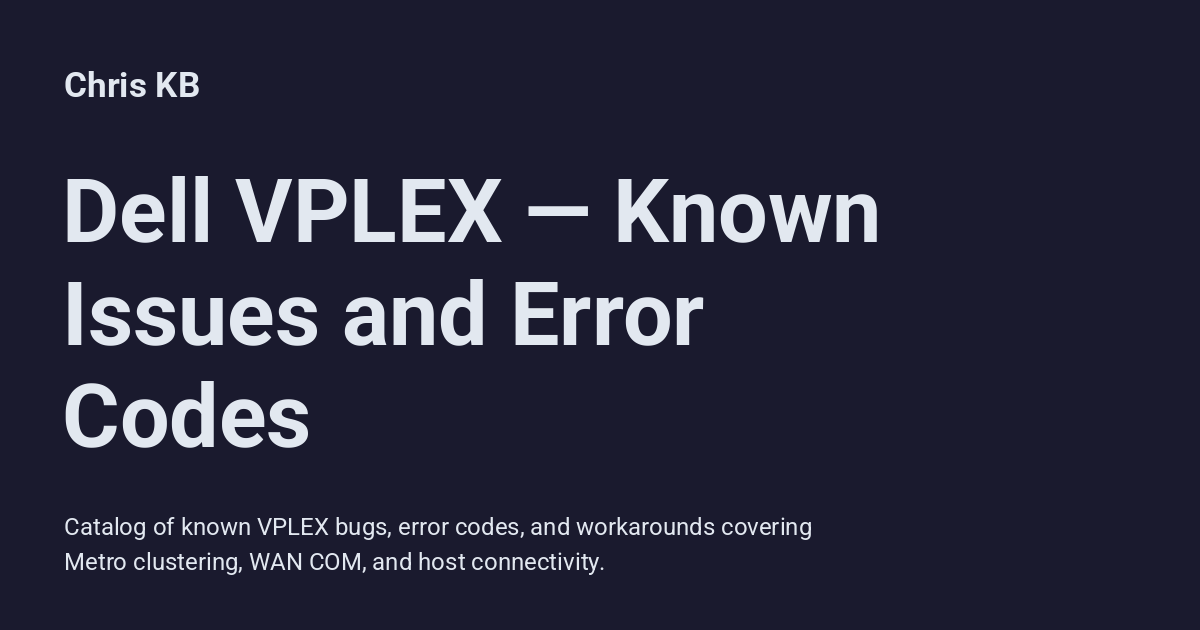 Chris KB
Dell VPLEX — Known
Issues and Error
Codes
Catalog of known VPLEX bugs, error codes, and workarounds covering
Metro clustering, WAN COM, and host connectivity.